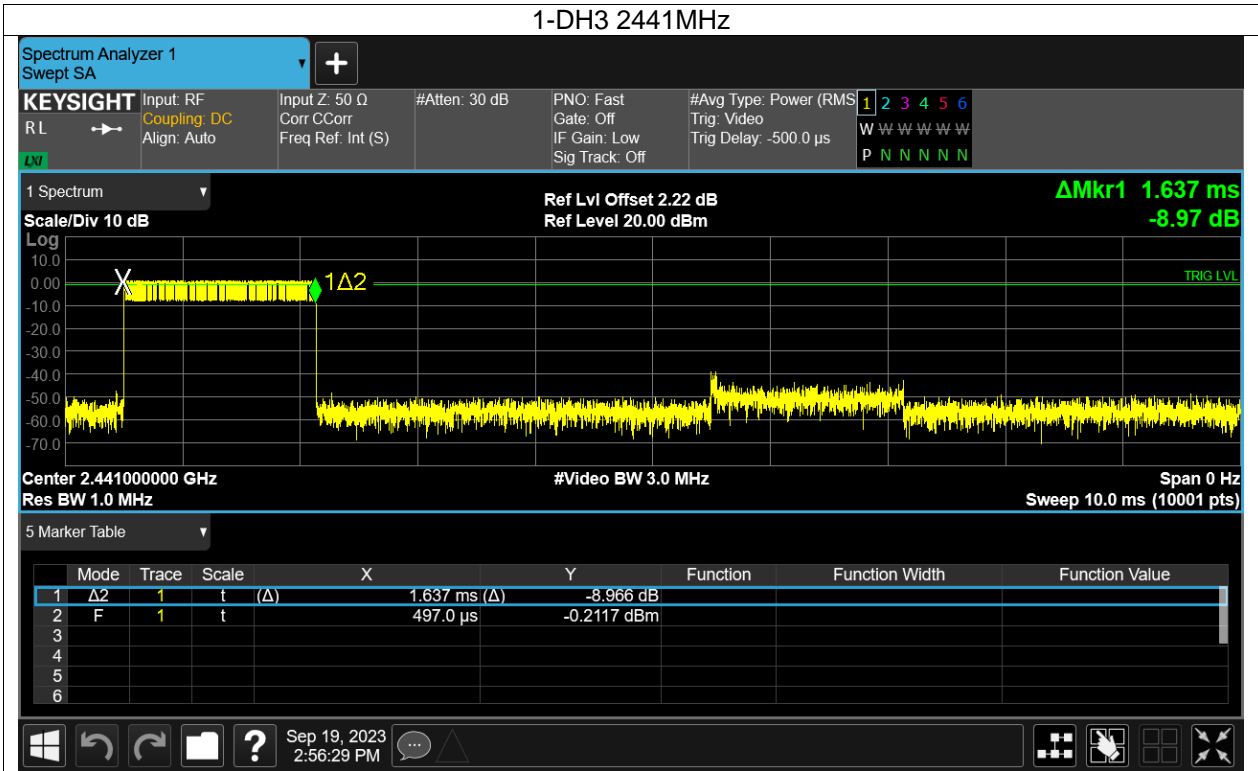 1-DH3 2441MHz
Spectrum Analyzer 1
Swept SA
KEYSIGHT Input: RF Input Z: 50 Ω #Atten: 30 dB PNO: Fast #Avg Type: Power (RMS 1 2 3 4 5 6
R L Coupling: DC Corr CCorr Gate: Off Trig: Video W W W W W W
Align: Auto Freq Ref: Int (S) IF Gain: Low Trig Delay: -500.0 µs
LXI Sig Track: Off P N N N N N
1 Spectrum Ref Lvl Offset 2.22 dB ΔMkr1 1.637 ms
Scale/Div 10 dB Ref Level 20.00 dBm -8.97 dB
Log
10.0
0.00 X 1Δ2 TRIG LVL
-10.0
-20.0
-30.0
-40.0
-50.0
-60.0
-70.0
Center 2.441000000 GHz #Video BW 3.0 MHz Span 0 Hz
Res BW 1.0 MHz Sweep 10.0 ms (10001 pts)
5 Marker Table
Mode Trace Scale X Y Function Function Width Function Value
1 Δ2 1 t (Δ) 1.637 ms (Δ) -8.966 dB
2 F 1 t 497.0 µs -0.2117 dBm
3
4
5
6
? Sep 19, 2023
2:56:29 PM